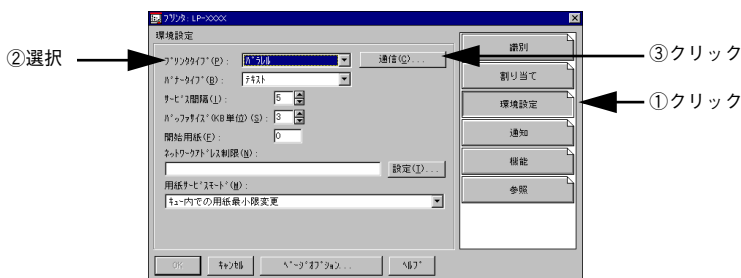 プリンタ: LP-XXXX
環境設定
②選択
プリンタタイプ(P): パラレル 通信(C)...
③クリック
バナータイプ(B): テキスト
サービス間隔(I): 5
バッファサイズ(KB単位)(S): 3
開始用紙(F): 0
ネットワークアドレス制限(N):
設定(T)...
用紙サービスモード(M):
キュー内での用紙最小限変更
識別
割り当て
環境設定
①クリック
通知
機能
参照
OK キャンセル ページオプション... ヘルプ